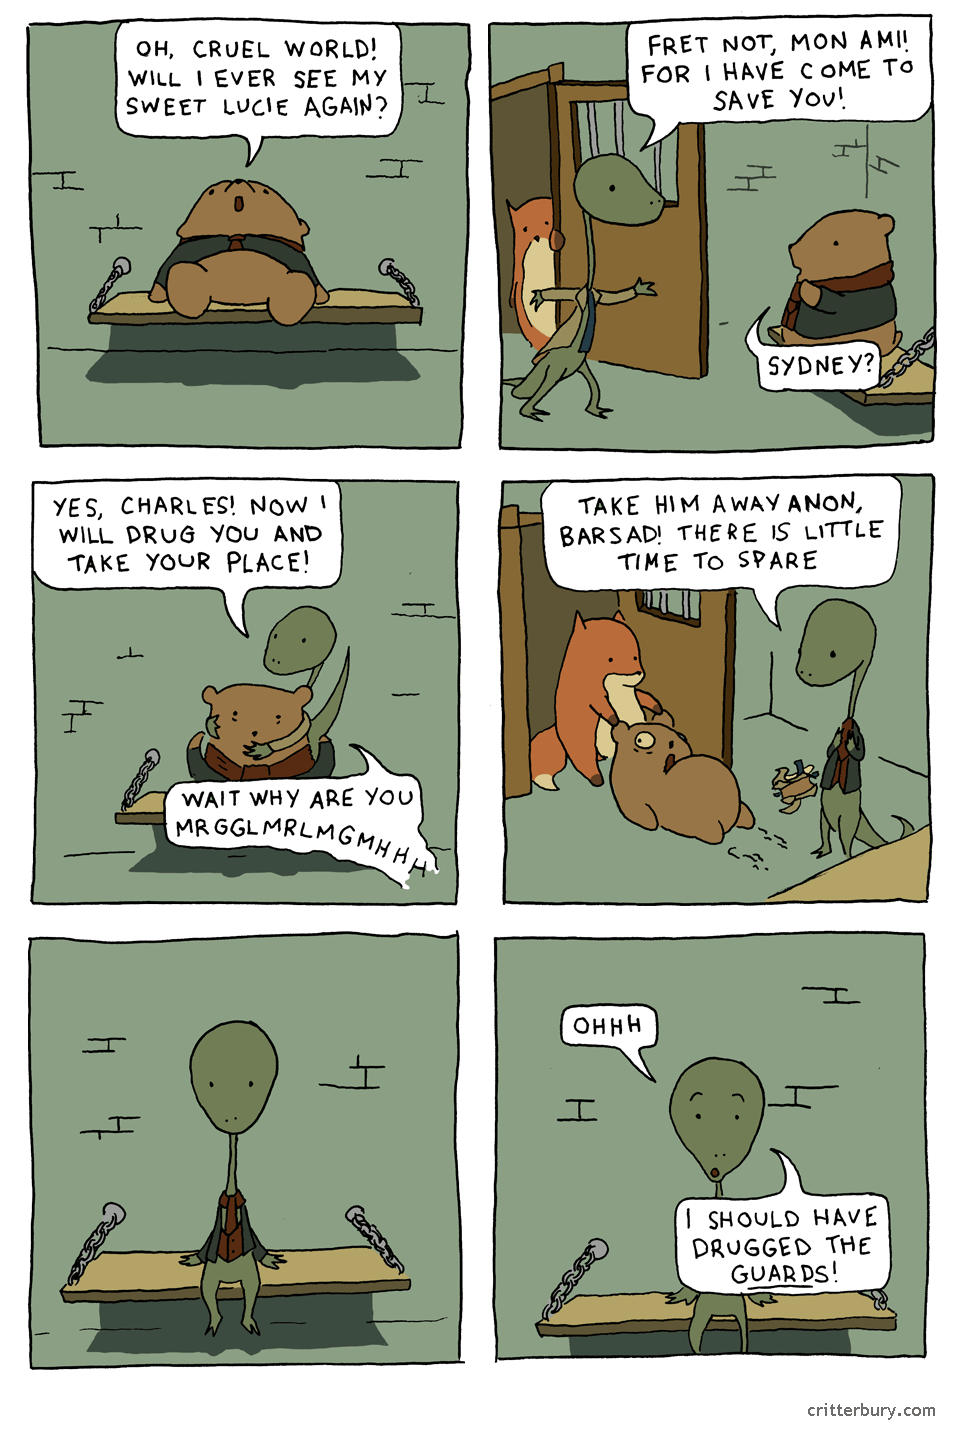 OH, CRUEL WORLD!
WILL I EVER SEE MY
SWEET LUCIE AGAIN?
FRET NOT, MON AMI!
FOR I HAVE COME TO
SAVE YOU!
SYDNEY?
YES, CHARLES! NOW I
WILL DRUG YOU AND
TAKE YOUR PLACE!
WAIT WHY ARE YOU
MRGGLMRLMGMHHH
TAKE HIM AWAY ANON,
BARSAD! THERE IS LITTLE
TIME TO SPARE
OHHH
I SHOULD HAVE
DRUGGED THE
GUARDS!
critterbury.com